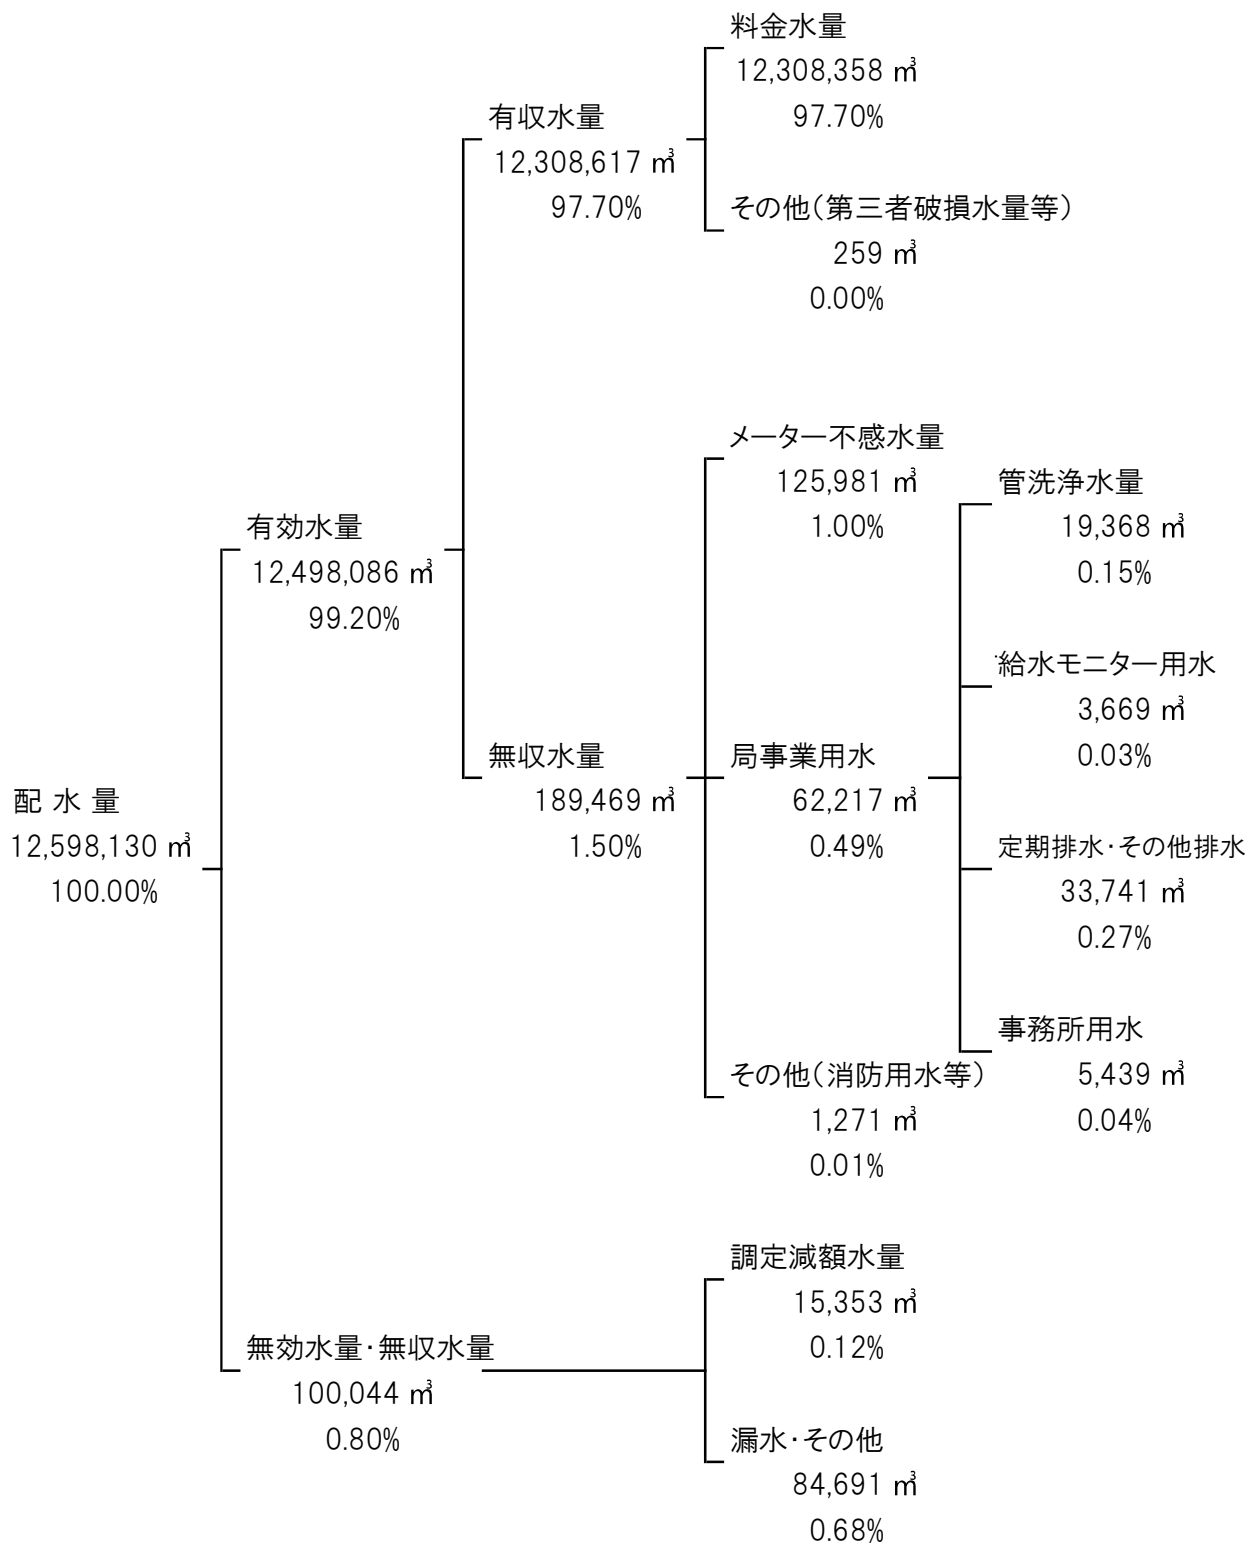 配 水 量
12,598,130 ㎥
100.00%
有効水量
12,498,086 ㎥
99.20%
有収水量
12,308,617 ㎥
97.70%
料金水量
12,308,358 ㎥
97.70%
その他(第三者破損水量等)
259 ㎥
0.00%
無収水量
189,469 ㎥
1.50%
メーター不感水量
125,981 ㎥
1.00%
局事業用水
62,217 ㎥
0.49%
管洗浄水量
19,368 ㎥
0.15%
給水モニター用水
3,669 ㎥
0.03%
定期排水・その他排水
33,741 ㎥
0.27%
事務所用水
5,439 ㎥
0.04%
その他(消防用水等)
1,271 ㎥
0.01%
無効水量・無収水量
100,044 ㎥
0.80%
調定減額水量
15,353 ㎥
0.12%
漏水・その他
84,691 ㎥
0.68%